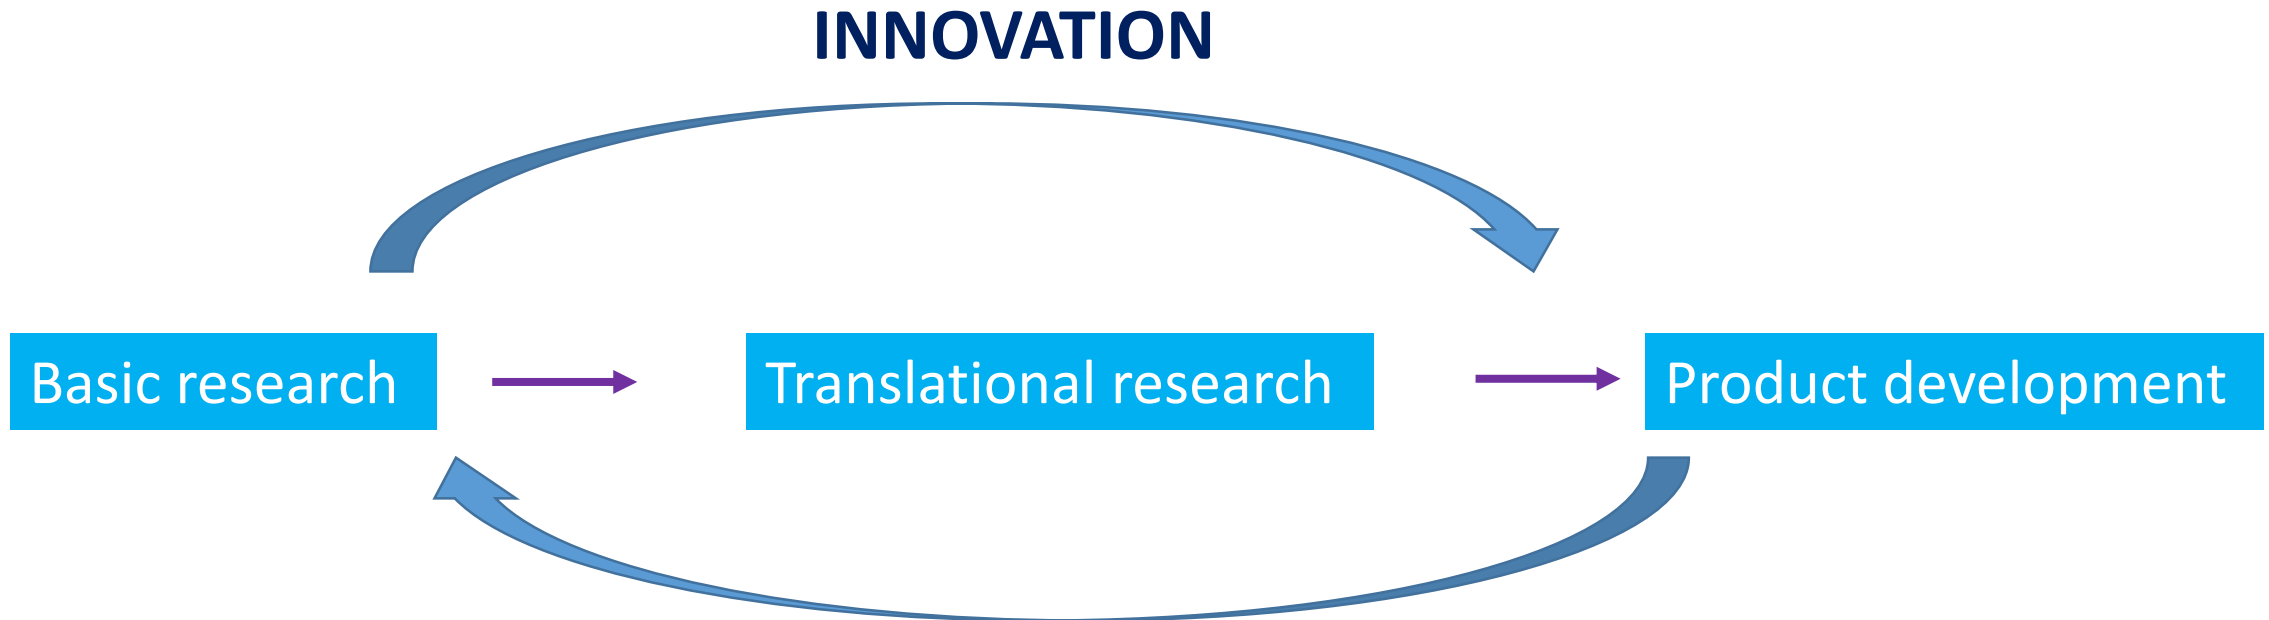 INNOVATION
Basic research
Translational research
Product development